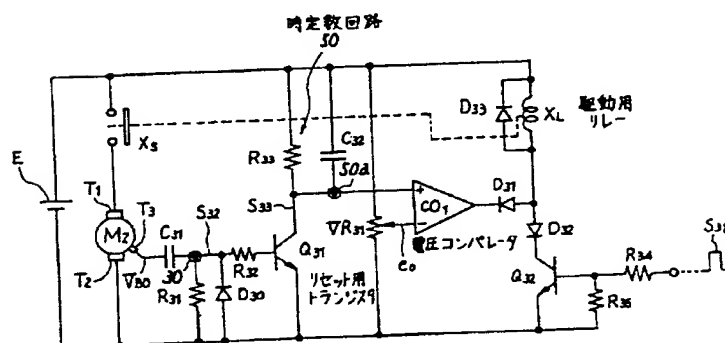 時定数回路
50
D33
XL
駆動用
リレー
XS
E
R33
C32
50a
T1
T3
C31
S32
S33
CO1
D31
M2
VR31
電圧コンパレータ
D32
T2
VBO
30
R32
Q31
リセット用
トランジスタ
e0
Q32
R34
R31
D30
R35